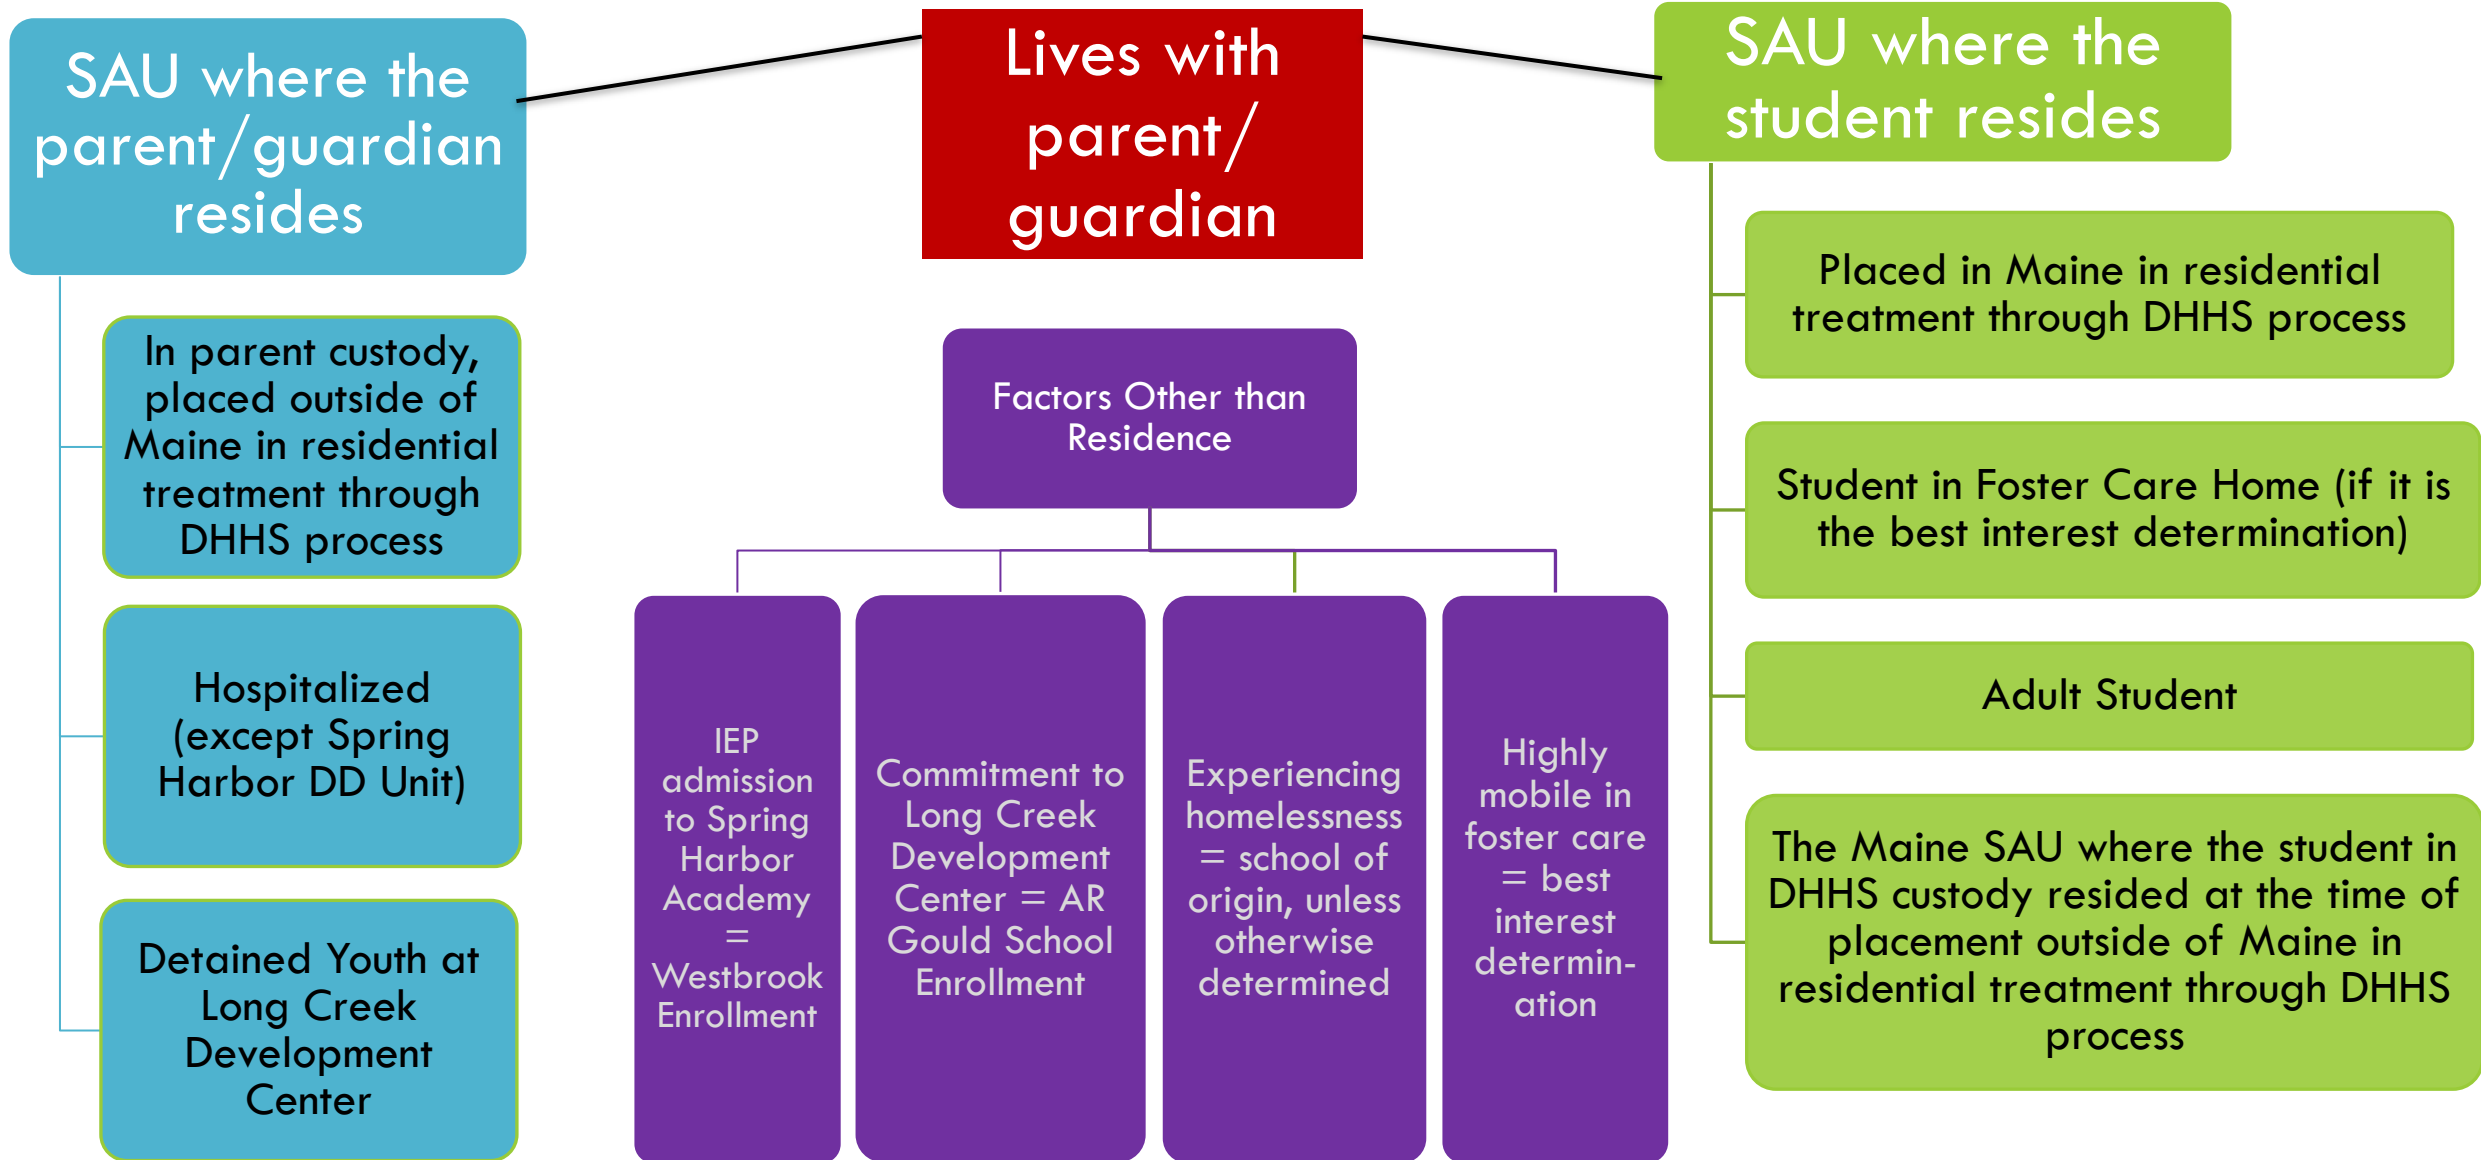 SAU where the
parent/guardian
resides
In parent custody,
placed outside of
Maine in residential
treatment through
DHHS process
Hospitalized
(except Spring
Harbor DD Unit)
Detained Youth at
Long Creek
Development
Center
Lives with
parent/
guardian
Factors Other than
Residence
IEP
admission
to Spring
Harbor
Academy
=
Westbrook
Enrollment
Commitment to
Long Creek
Development
Center = AR
Gould School
Enrollment
Experiencing
homelessness
= school of
origin, unless
otherwise
determined
Highly
mobile in
foster care
= best
interest
determin-
ation
SAU where the
student resides
Placed in Maine in residential
treatment through DHHS process
Student in Foster Care Home (if it is
the best interest determination)
Adult Student
The Maine SAU where the student in
DHHS custody resided at the time of
placement outside of Maine in
residential treatment through DHHS
process